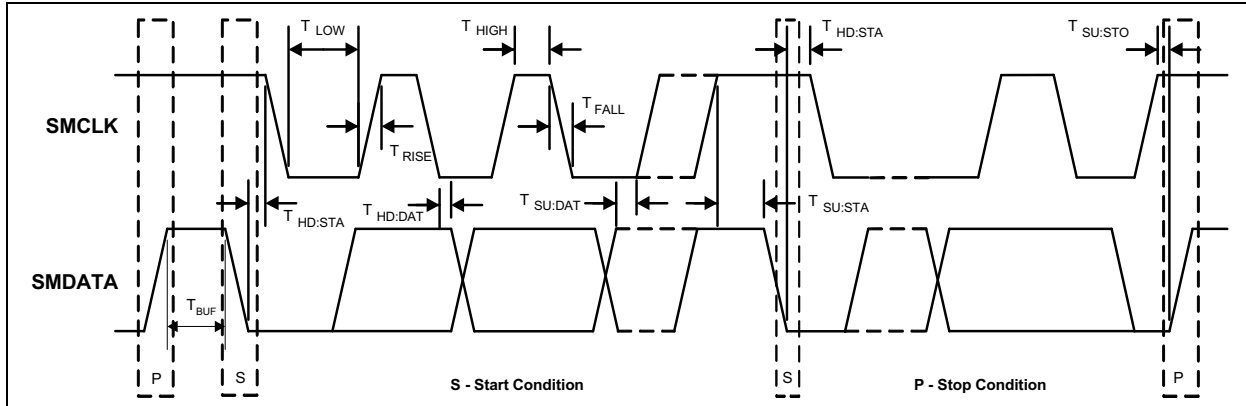 T LOW
T HIGH
T HD:STA
T SU:STO
SMCLK
T FALL
T RISE
T HD:STA
T HD:DAT
T SU:DAT
T SU:STA
SMDATA
T BUF
P
S
S - Start Condition
S
P - Stop Condition
P